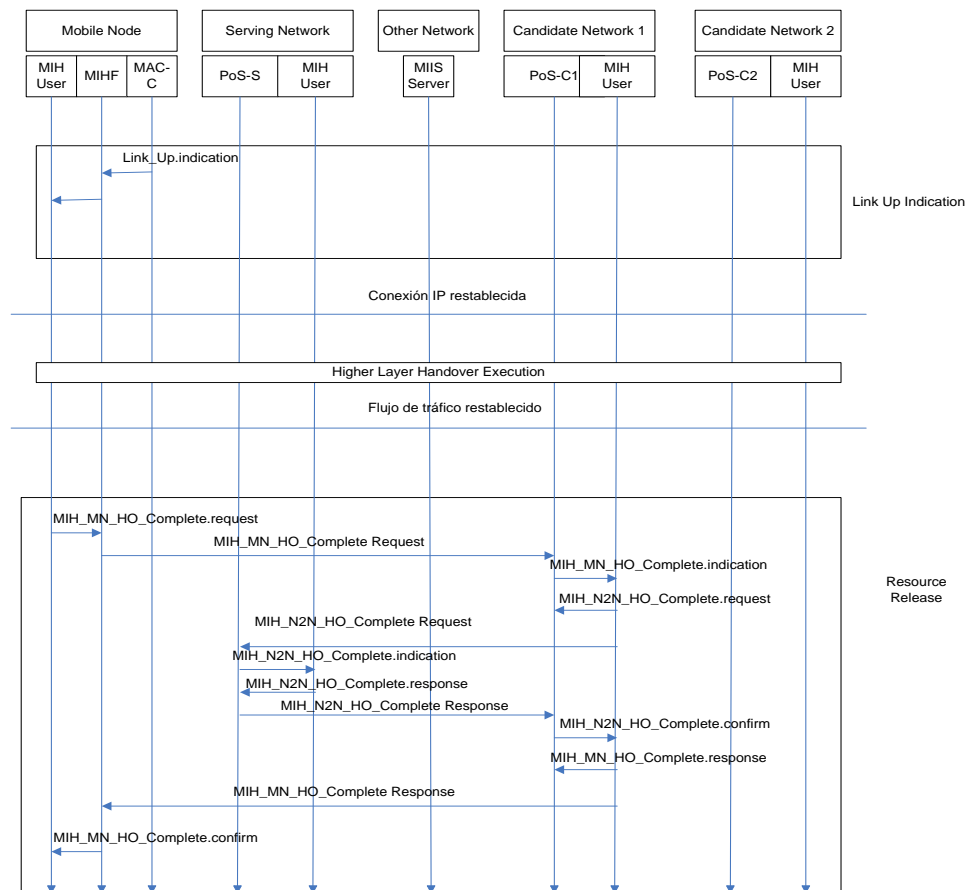 Mobile Node
Serving Network
Other Network
Candidate Network 1
Candidate Network 2
MIH
User
MIHF
MAC-
C
PoS-S
MIH
User
MIIS
Server
PoS-C1
MIH
User
PoS-C2
MIH
User
Link_Up.indication
Link Up Indication
Conexión IP restablecida
Higher Layer Handover Execution
Flujo de tráfico restablecido
MIH_MN_HO_Complete.request
MIH_MN_HO_Complete Request
MIH_MN_HO_Complete.indication
Resource
Release
MIH_N2N_HO_Complete.request
MIH_N2N_HO_Complete Request
MIH_N2N_HO_Complete.indication
MIH_N2N_HO_Complete.response
MIH_N2N_HO_Complete Response
MIH_N2N_HO_Complete.confirm
MIH_MN_HO_Complete.response
MIH_MN_HO_Complete Response
MIH_MN_HO_Complete.confirm